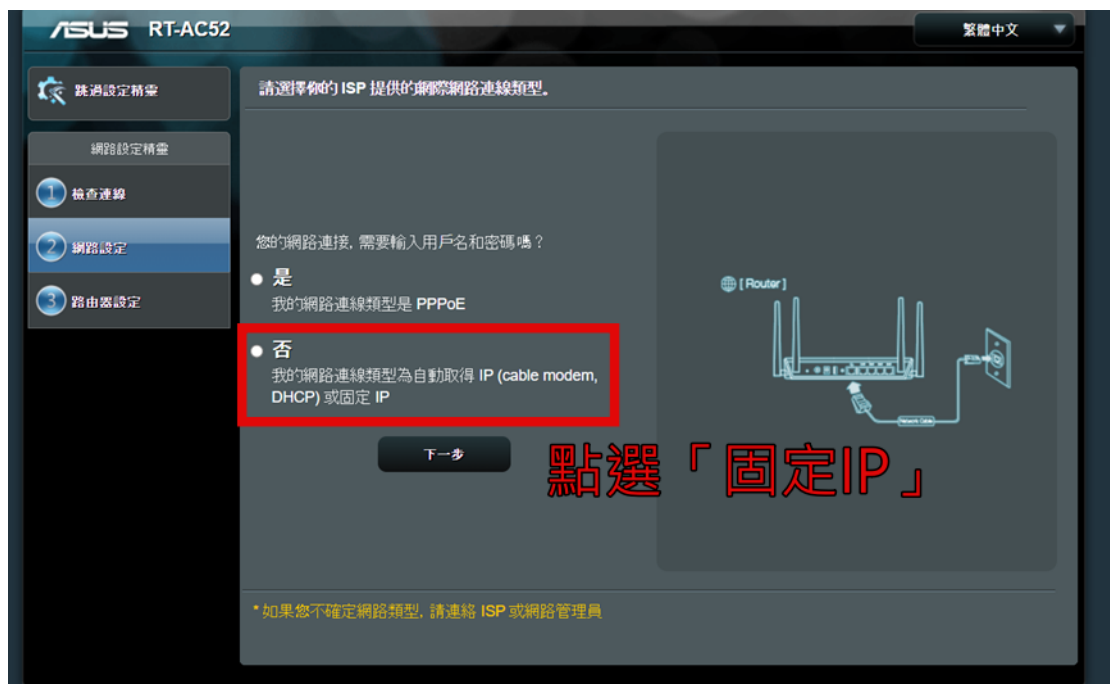 ASUS RT-AC52
繁體中文
跳過設定精靈
網路設定精靈
1 檢查連線
2 網路設定
3 路由器設定
請選擇你的 ISP 提供的網際網路連線類型。
您的網路連接, 需要輸入用戶名和密碼嗎？
是
我的網路連線類型是 PPPoE
否
我的網路連線類型為自動取得 IP (cable modem,
DHCP) 或固定 IP
下一步
[ Router ]
Network Cable
點選「固定IP」
*如果您不確定網路類型, 請連絡 ISP 或網路管理員